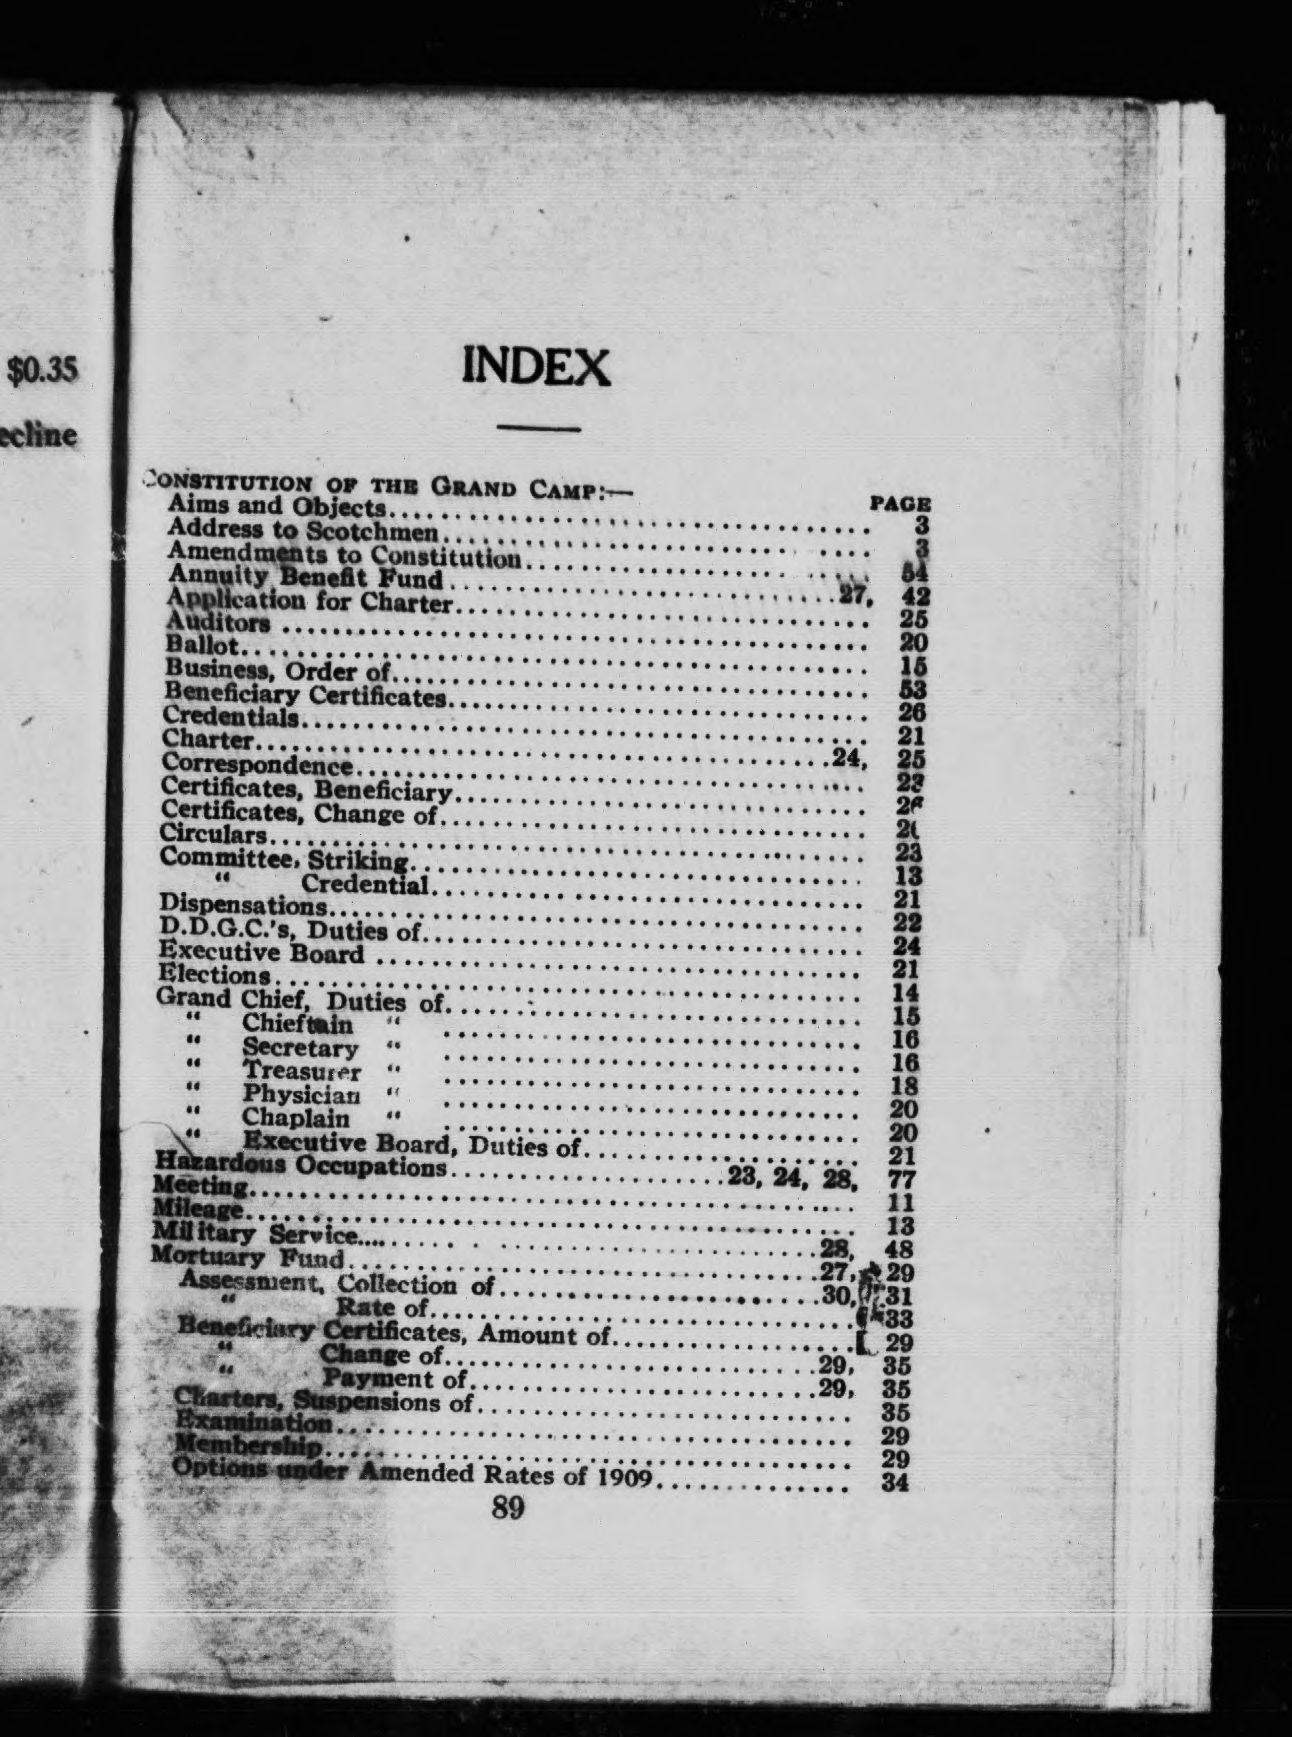 $0.35
ecline
INDEX
CONSTITUTION OF THE GRAND CAMP:—
PAGE
Aims and Objects.................... 3
Address to Scotchmen.................... 3
Amendments to Constitution.................... 54
Annuity Benefit Fund....................27, 42
Application for Charter.................... 25
Auditors .................... 20
Ballot.................... 15
Business, Order of.................... 53
Beneficiary Certificates.................... 26
Credentials.................... 21
Charter....................24, 25
Correspondence.................... 23
Certificates, Beneficiary....................
Certificates, Change of....................
Circulars.................... 23
Committee, Striking.................... 13
“ Credential.................... 21
Dispensations.................... 22
D.D.G.C.'s, Duties of.................... 24
Executive Board .................... 21
Elections.................... 14
Grand Chief, Duties of.................... 15
“ Chieftain “ .................... 16
“ Secretary “ .................... 16
“ Treasurer “ .................... 18
“ Physician “ .................... 20
“ Chaplain “ .................... 20
“ Executive Board, Duties of.................... 21
Hazardous Occupations....................23, 24, 28, 77
Meeting.................... 11
Mileage.................... 13
Military Service....................28, 48
Mortuary Fund....................27, 29
Assessment, Collection of....................30, 31
“ Rate of.................... 33
Beneficiary Certificates, Amount of.................... 29
“ Change of....................29, 35
“ Payment of....................29, 35
Charters, Suspensions of.................... 35
Examination.................... 29
Membership.................... 29
Options under Amended Rates of 1909.................... 34
89